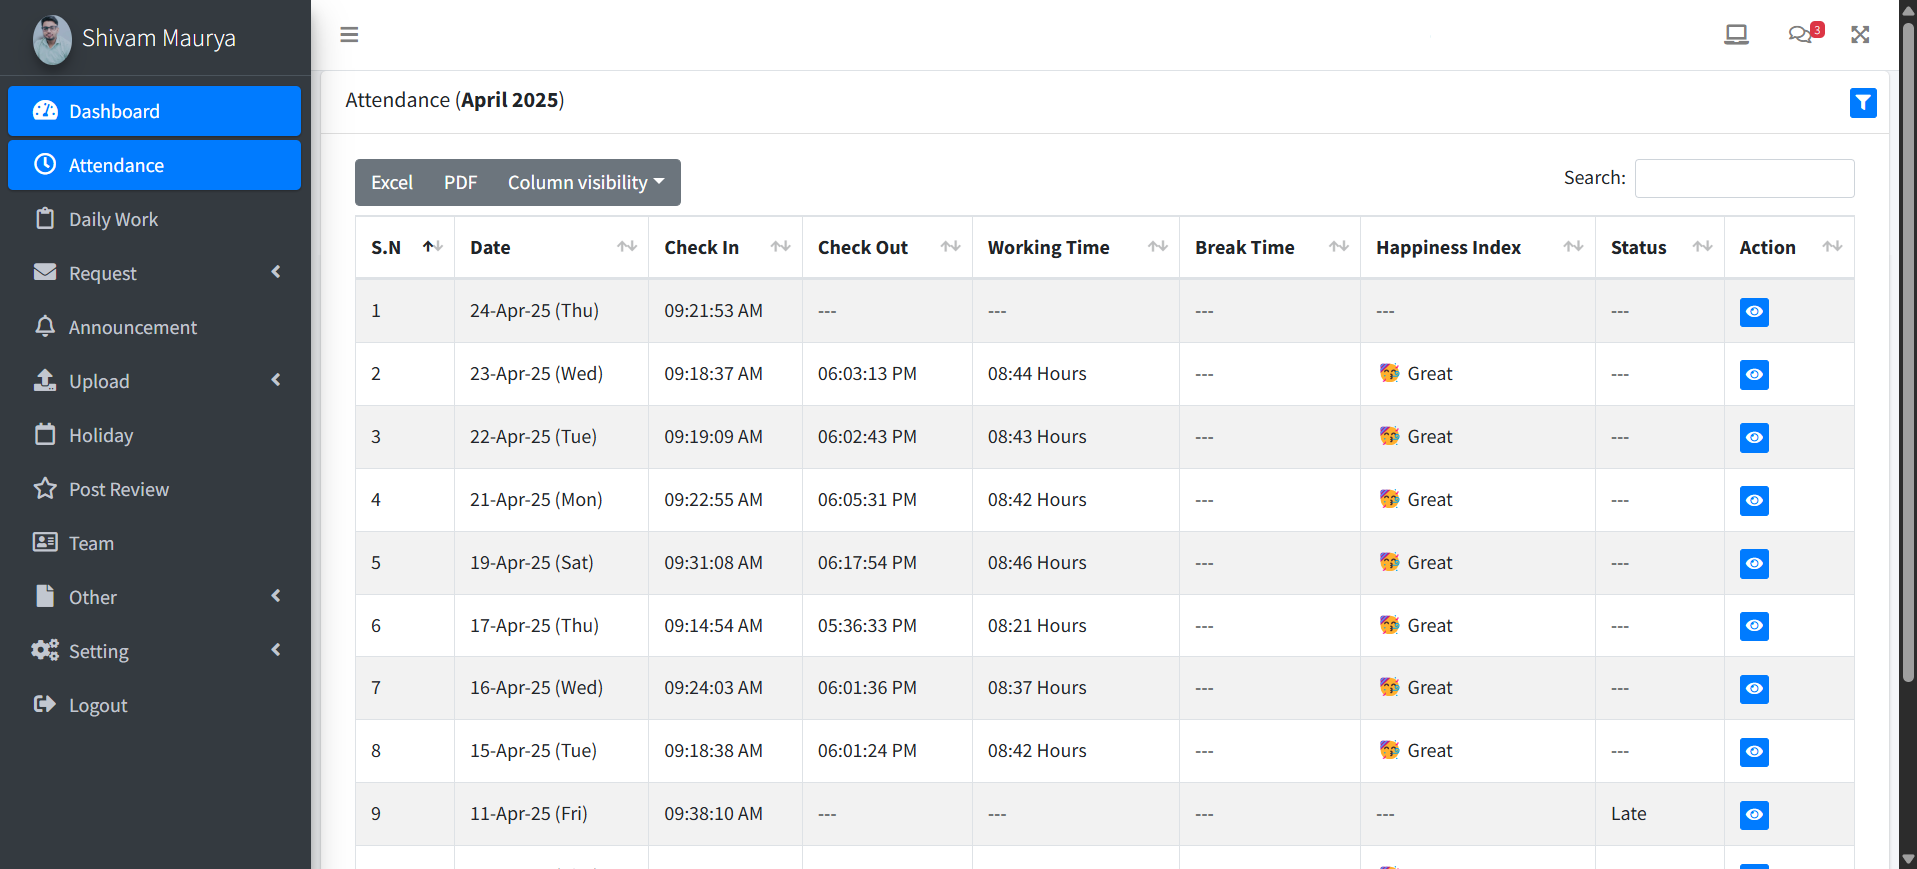 Shivam Maurya
3
Dashboard
Attendance
Daily Work
Request
Announcement
Upload
Holiday
Post Review
Team
Other
Setting
Logout
Attendance (April 2025)
Excel PDF Column visibility
Search:
S.N Date Check In Check Out Working Time Break Time Happiness Index Status Action
1 24-Apr-25 (Thu) 09:21:53 AM --- --- --- --- ---
2 23-Apr-25 (Wed) 09:18:37 AM 06:03:13 PM 08:44 Hours --- 🥳 Great ---
3 22-Apr-25 (Tue) 09:19:09 AM 06:02:43 PM 08:43 Hours --- 🥳 Great ---
4 21-Apr-25 (Mon) 09:22:55 AM 06:05:31 PM 08:42 Hours --- 🥳 Great ---
5 19-Apr-25 (Sat) 09:31:08 AM 06:17:54 PM 08:46 Hours --- 🥳 Great ---
6 17-Apr-25 (Thu) 09:14:54 AM 05:36:33 PM 08:21 Hours --- 🥳 Great ---
7 16-Apr-25 (Wed) 09:24:03 AM 06:01:36 PM 08:37 Hours --- 🥳 Great ---
8 15-Apr-25 (Tue) 09:18:38 AM 06:01:24 PM 08:42 Hours --- 🥳 Great ---
9 11-Apr-25 (Fri) 09:38:10 AM --- --- --- --- Late